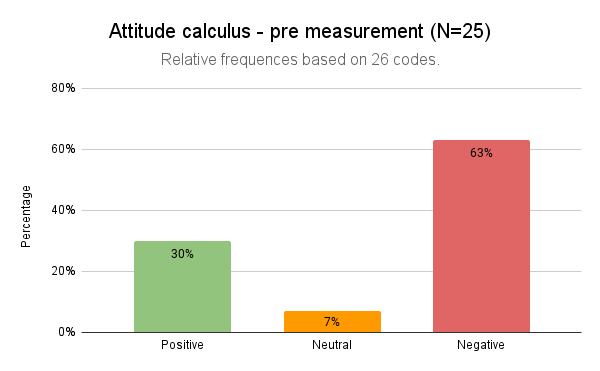 Attitude calculus - pre measurement (N=25)
Relative frequences based on 26 codes.
80%
60%
40%
20%
0%
Percentage
30%
7%
63%
Positive
Neutral
Negative